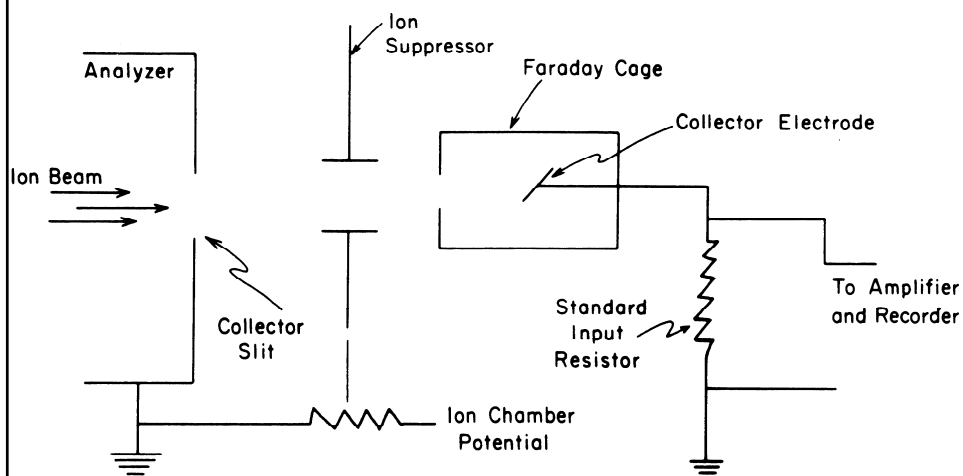 Ion
Suppressor
Analyzer
Faraday Cage
Collector Electrode
Ion Beam
Collector
Slit
Standard
Input
Resistor
To Amplifier
and Recorder
Ion Chamber
Potential